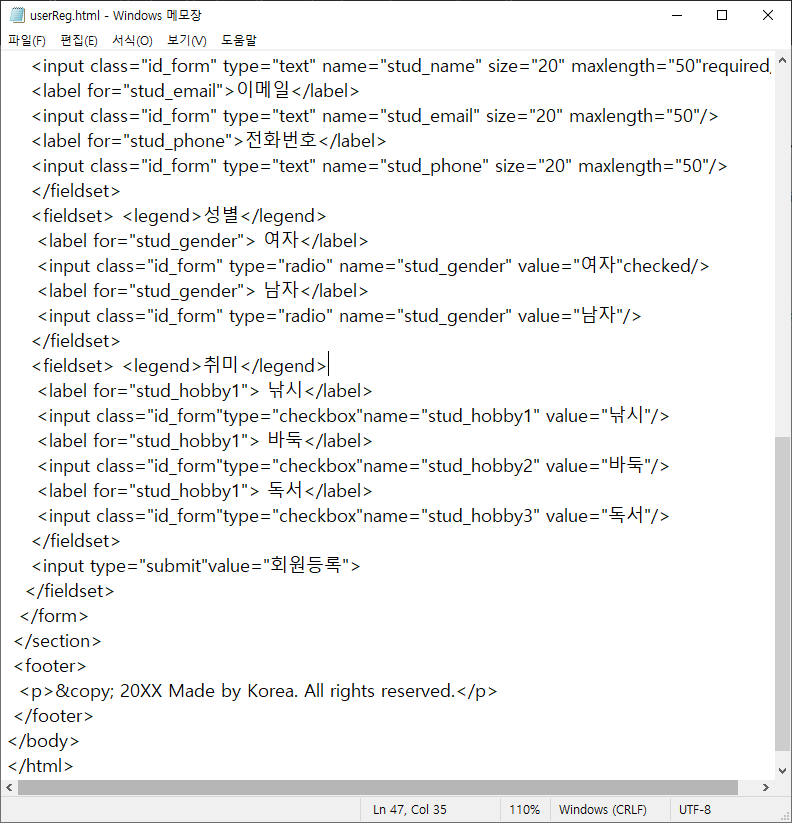 userReg.html - Windows 메모장
파일(F) 편집(E) 서식(O) 보기(V) 도움말
<input class="id_form" type="text" name="stud_name" size="20" maxlength="50"required
<label for="stud_email">이메일</label>
<input class="id_form" type="text" name="stud_email" size="20" maxlength="50"/>
<label for="stud_phone">전화번호</label>
<input class="id_form" type="text" name="stud_phone" size="20" maxlength="50"/>
</fieldset>
<fieldset> <legend>성별</legend>
<label for="stud_gender"> 여자</label>
<input class="id_form" type="radio" name="stud_gender" value="여자"checked/>
<label for="stud_gender"> 남자</label>
<input class="id_form" type="radio" name="stud_gender" value="남자"/>
</fieldset>
<fieldset> <legend>취미</legend>
<label for="stud_hobby1"> 낚시</label>
<input class="id_form"type="checkbox"name="stud_hobby1" value="낚시"/>
<label for="stud_hobby1"> 바둑</label>
<input class="id_form"type="checkbox"name="stud_hobby2" value="바둑"/>
<label for="stud_hobby1"> 독서</label>
<input class="id_form"type="checkbox"name="stud_hobby3" value="독서"/>
</fieldset>
<input type="submit"value="회원등록">
</fieldset>
</form>
</section>
<footer>
<p>&copy; 20XX Made by Korea. All rights reserved.</p>
</footer>
</body>
</html>
Ln 47, Col 35 110% Windows (CRLF) UTF-8